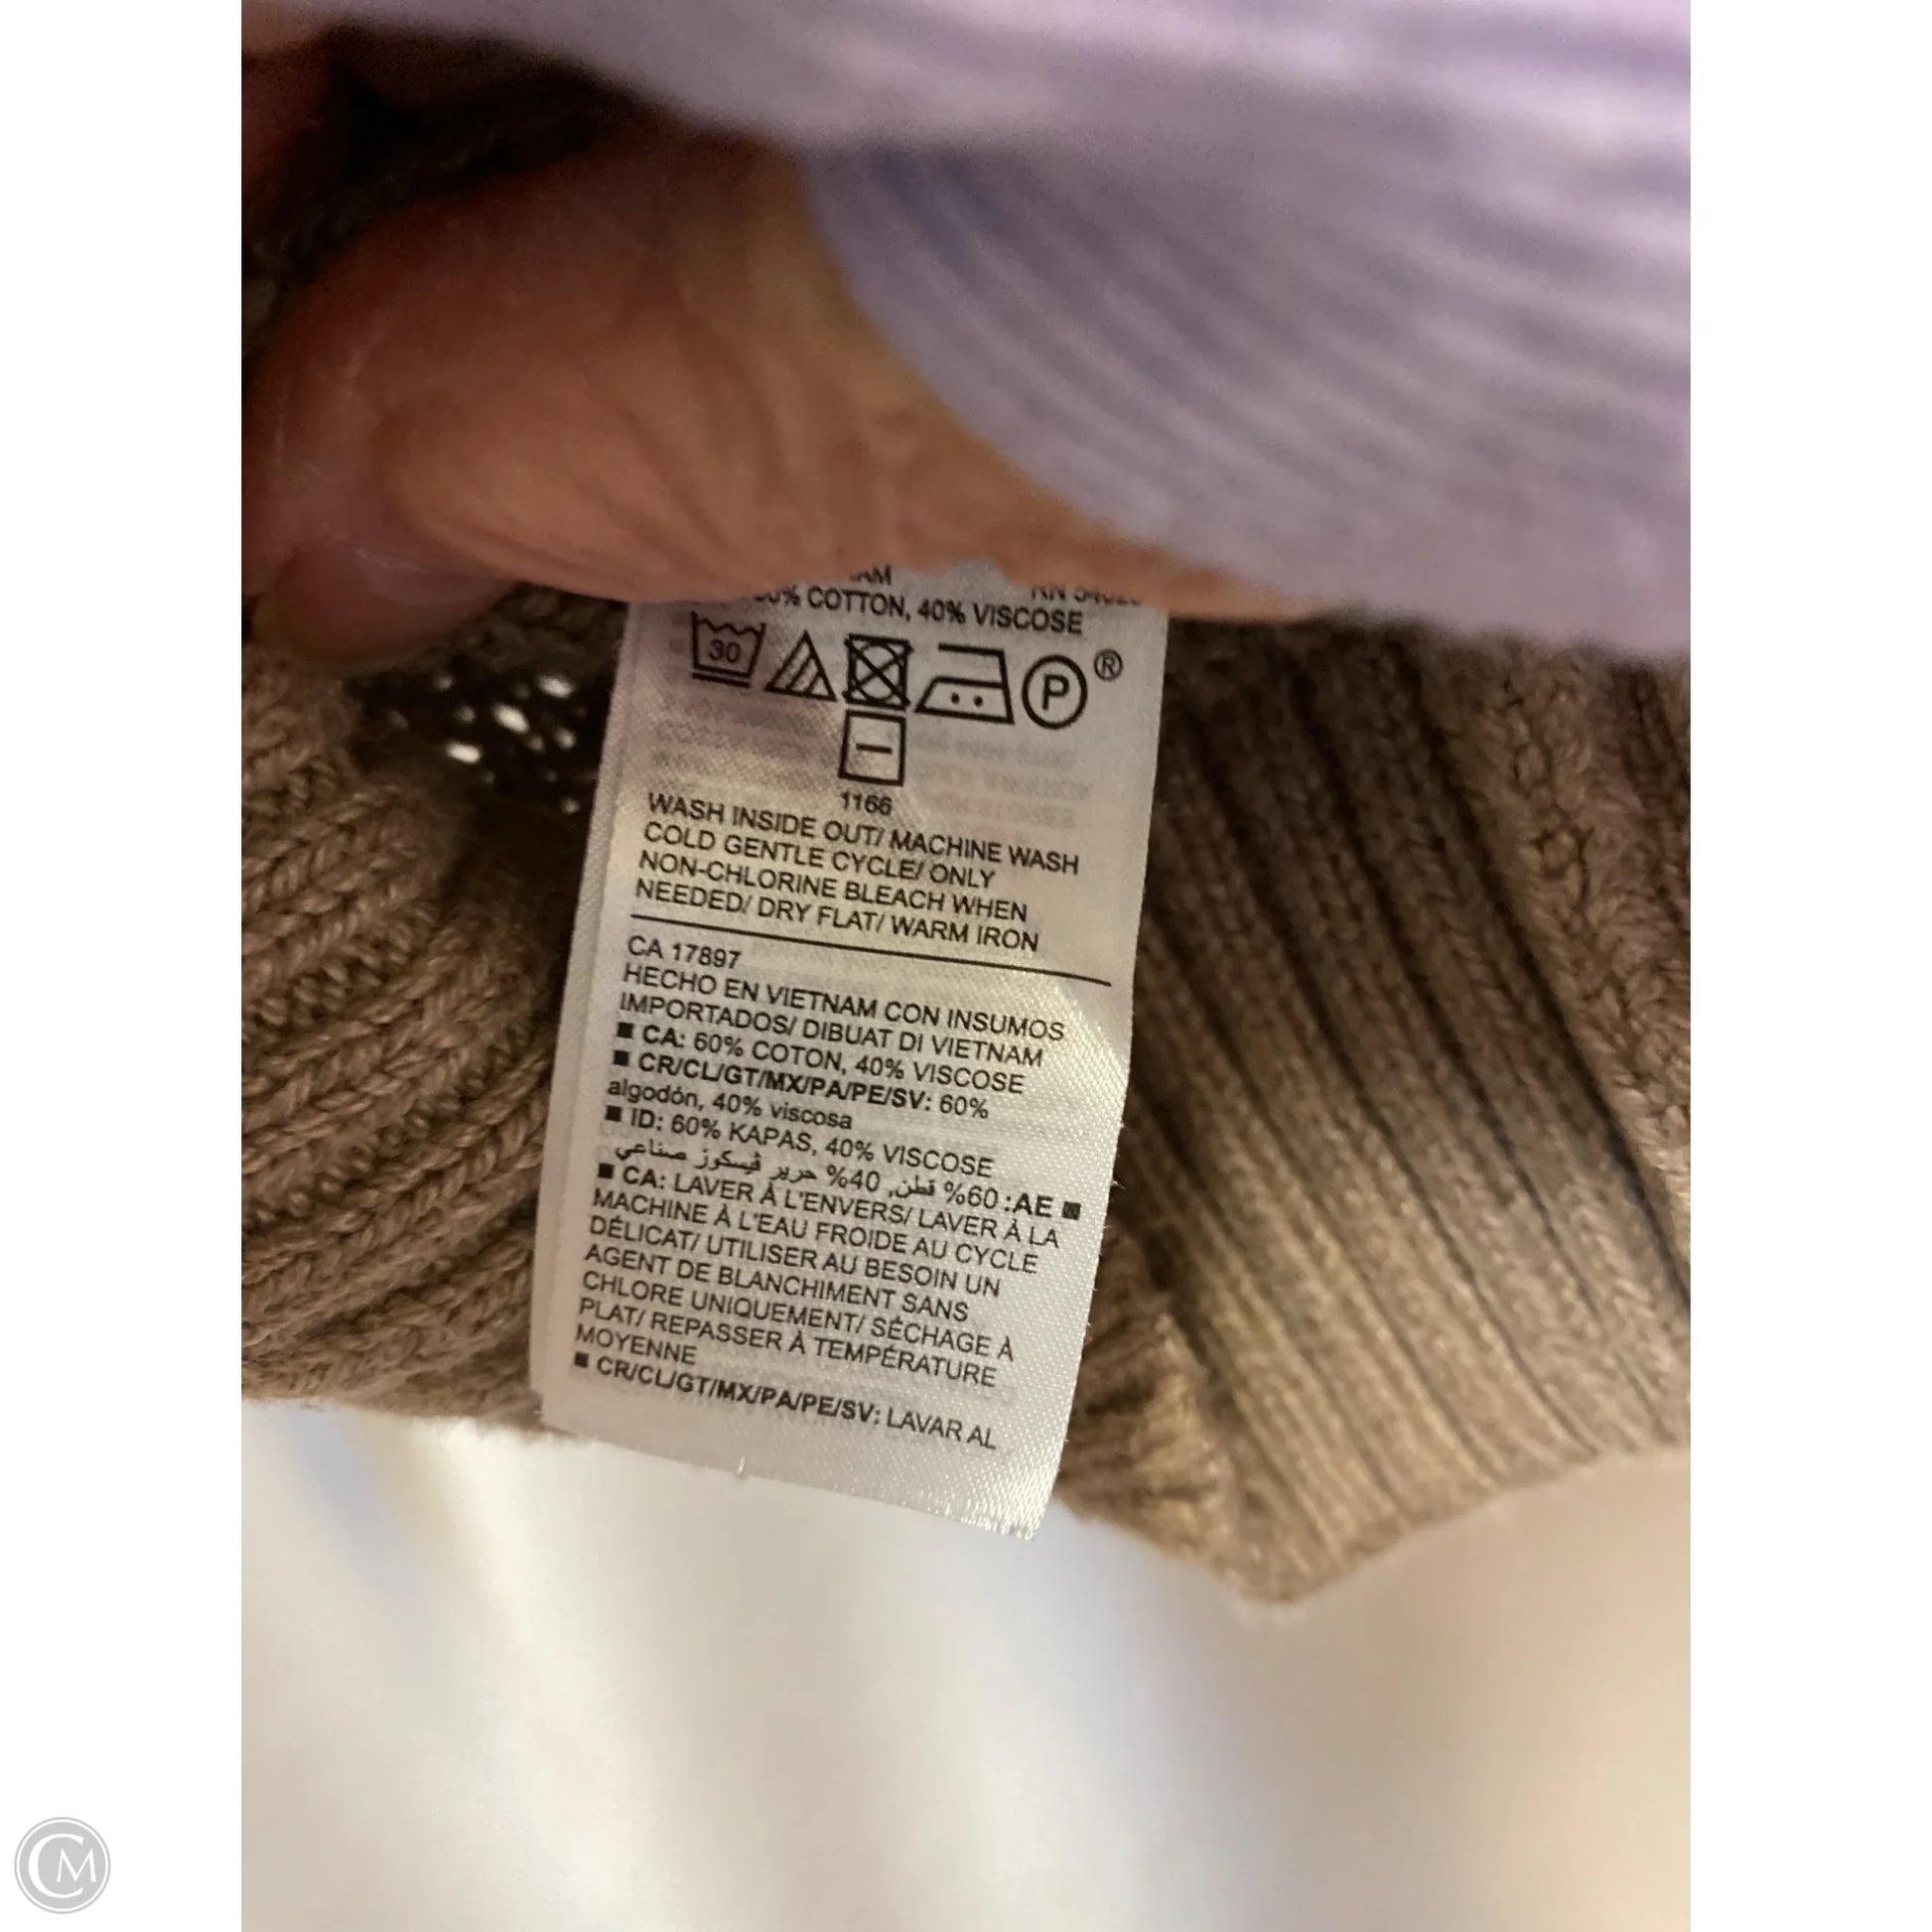 COTTON, 40% VISCOSE
30
P ®
1166
WASH INSIDE OUT/ MACHINE WASH
COLD GENTLE CYCLE/ ONLY
NON-CHLORINE BLEACH WHEN
NEEDED/ DRY FLAT/ WARM IRON
CA 17897
HECHO EN VIETNAM CON INSUMOS
IMPORTADOS/ DIBUAT DI VIETNAM
■ CA: 60% COTON, 40% VISCOSE
■ CR/CL/GT/MX/PA/PE/SV: 60%
algodón, 40% viscosa
■ ID: 60% KAPAS, 40% VISCOSE
■ AE: 60% قطن, 40% حرير ڤيسكوز صناعي
■ CA: LAVER À L'ENVERS/ LAVER À LA
MACHINE À L'EAU FROIDE AU CYCLE
DÉLICAT/ UTILISER AU BESOIN UN
AGENT DE BLANCHIMENT SANS
CHLORE UNIQUEMENT/ SÉCHAGE À
PLAT/ REPASSER À TEMPÉRATURE
MOYENNE
■ CR/CL/GT/MX/PA/PE/SV: LAVAR AL
CM